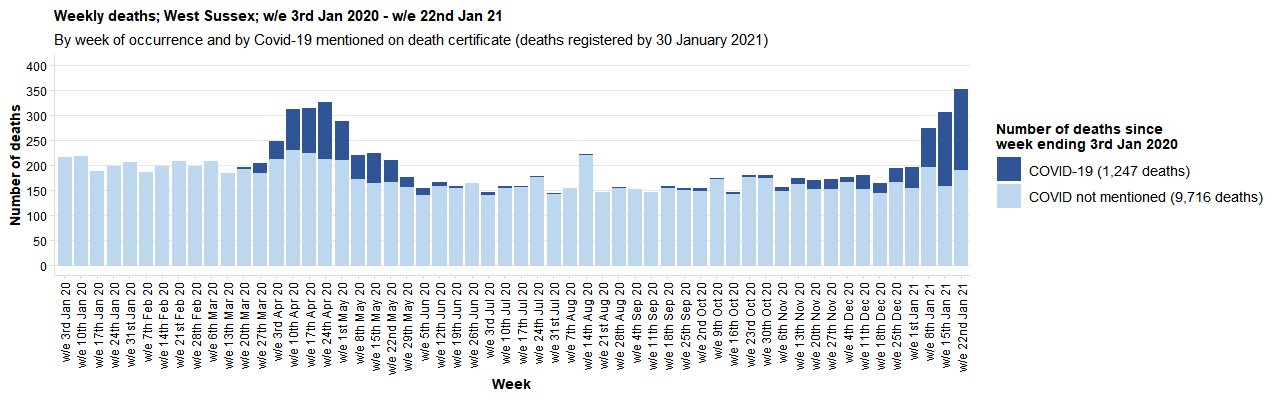 Weekly deaths; West Sussex; w/e 3rd Jan 2020 - w/e 22nd Jan 21
By week of occurrence and by Covid-19 mentioned on death certificate (deaths registered by 30 January 2021)
Number of deaths
400
350
300
250
200
150
100
50
0
w/e 3rd Jan 20
w/e 10th Jan 20
w/e 17th Jan 20
w/e 24th Jan 20
w/e 31st Jan 20
w/e 7th Feb 20
w/e 14th Feb 20
w/e 21st Feb 20
w/e 28th Feb 20
w/e 6th Mar 20
w/e 13th Mar 20
w/e 20th Mar 20
w/e 27th Mar 20
w/e 3rd Apr 20
w/e 10th Apr 20
w/e 17th Apr 20
w/e 24th Apr 20
w/e 1st May 20
w/e 8th May 20
w/e 15th May 20
w/e 22nd May 20
w/e 29th May 20
w/e 5th Jun 20
w/e 12th Jun 20
w/e 19th Jun 20
w/e 26th Jun 20
w/e 3rd Jul 20
w/e 10th Jul 20
w/e 17th Jul 20
w/e 24th Jul 20
w/e 31st Jul 20
w/e 7th Aug 20
w/e 14th Aug 20
w/e 21st Aug 20
w/e 28th Aug 20
w/e 4th Sep 20
w/e 11th Sep 20
w/e 18th Sep 20
w/e 25th Sep 20
w/e 2nd Oct 20
w/e 9th Oct 20
w/e 16th Oct 20
w/e 23rd Oct 20
w/e 30th Oct 20
w/e 6th Nov 20
w/e 13th Nov 20
w/e 20th Nov 20
w/e 27th Nov 20
w/e 4th Dec 20
w/e 11th Dec 20
w/e 18th Dec 20
w/e 25th Dec 20
w/e 1st Jan 21
w/e 8th Jan 21
w/e 15th Jan 21
w/e 22nd Jan 21
Week
Number of deaths since
week ending 3rd Jan 2020
COVID-19 (1,247 deaths)
COVID not mentioned (9,716 deaths)